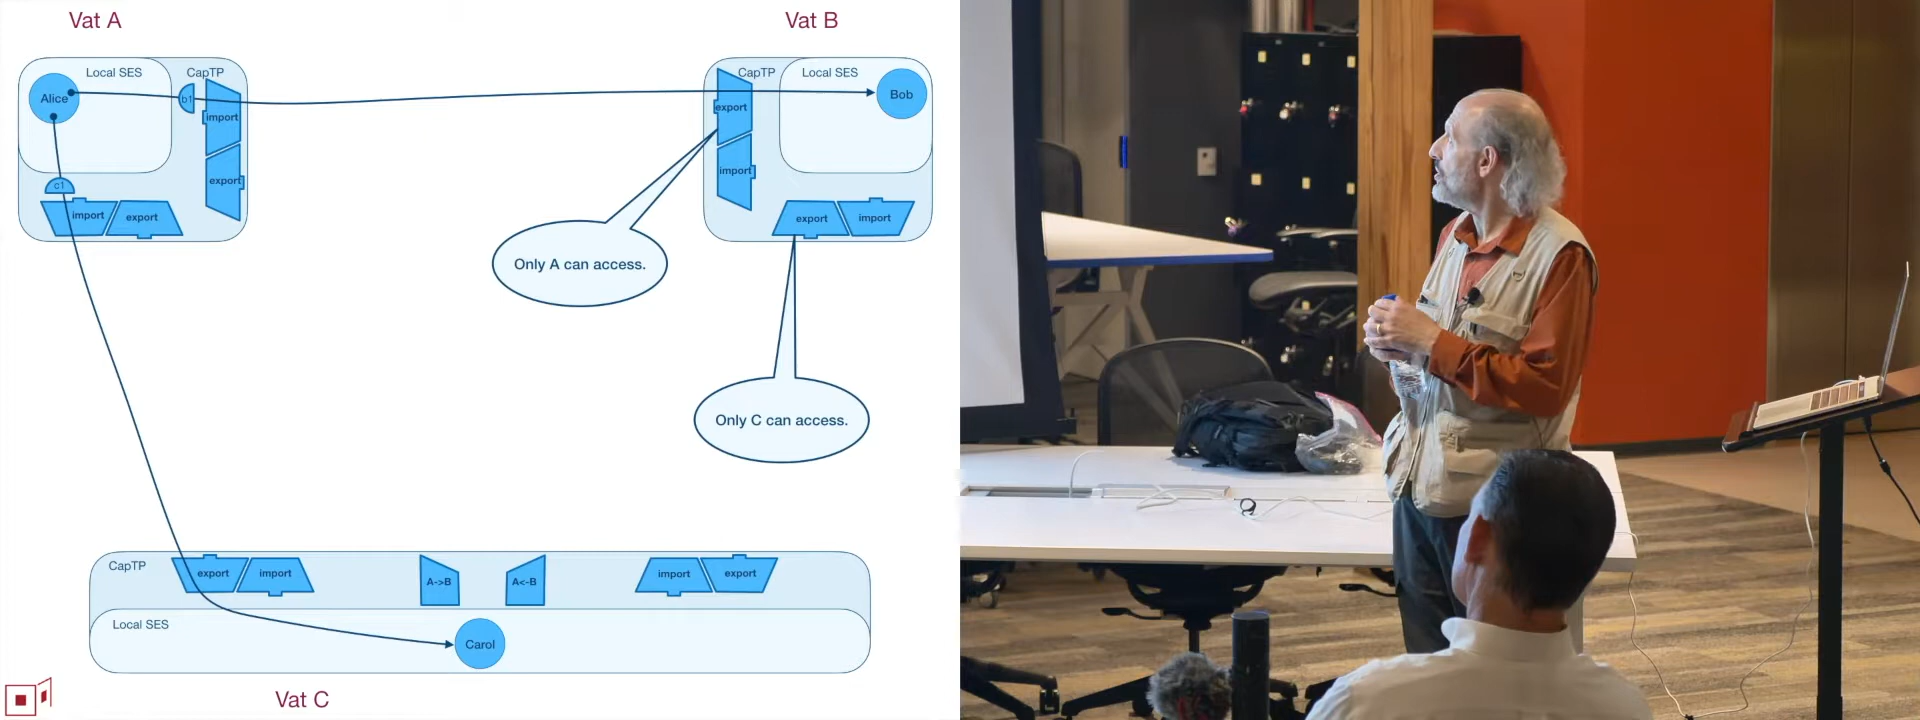 Vat A
Vat B
Local SES
CapTP
Alice
b1
import
export
c1
import
export
CapTP
Local SES
export
Bob
import
export
import
Only A can access.
Only C can access.
CapTP
export
import
A->B
A<-B
import
export
Local SES
Carol
Vat C